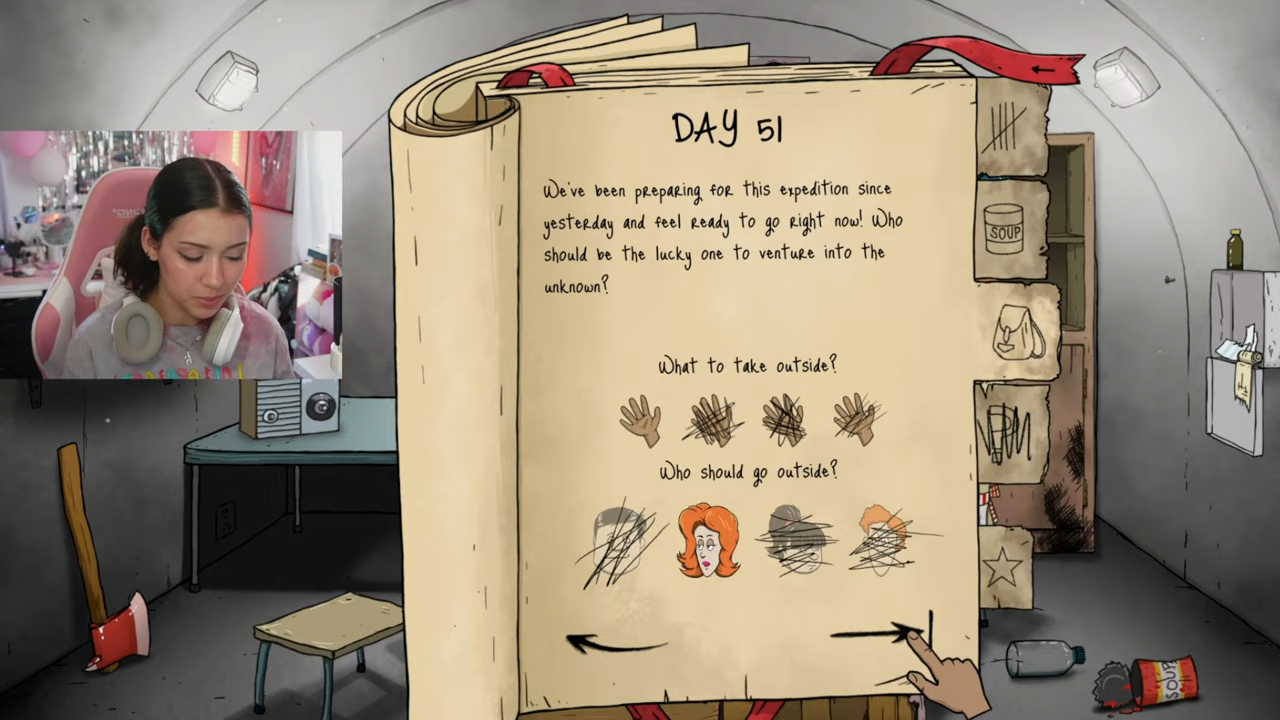 DAY 51
We've been preparing for this expedition since
yesterday and feel ready to go right now! Who
should be the lucky one to venture into the
unknown?
What to take outside?
Who should go outside?
SOUP
SOUP